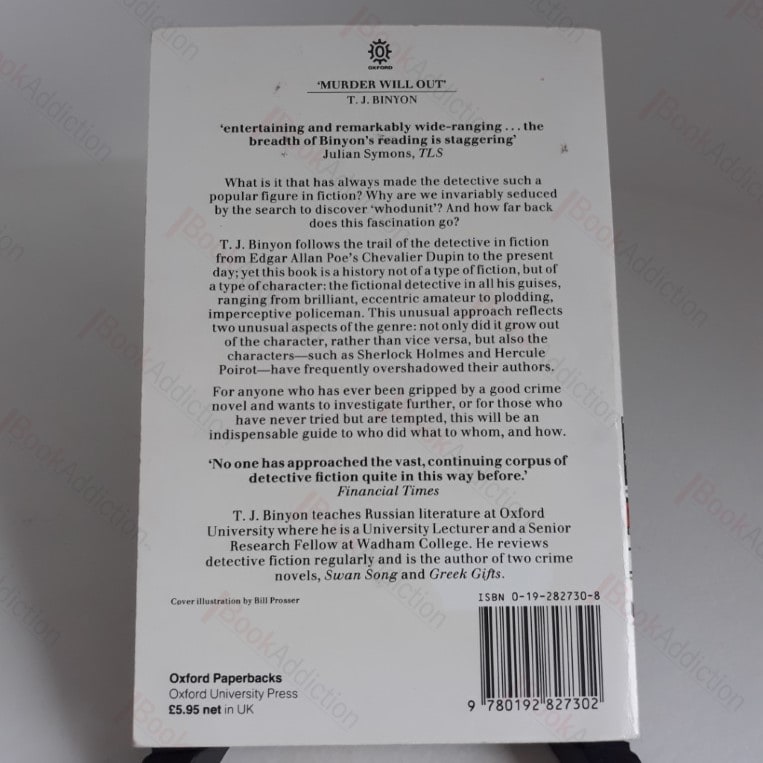 OXFORD
'MURDER WILL OUT'
T. J. BINYON
'entertaining and remarkably wide-ranging . . . the
breadth of Binyon's reading is staggering'
Julian Symons, TLS
What is it that has always made the detective such a
popular figure in fiction? Why are we invariably seduced
by the search to discover 'whodunit'? And how far back
does this fascination go?
T. J. Binyon follows the trail of the detective in fiction
from Edgar Allan Poe's Chevalier Dupin to the present
day; yet this book is a history not of a type of fiction, but of
a type of character: the fictional detective in all his guises,
ranging from brilliant, eccentric amateur to plodding,
imperceptive policeman. This unusual approach reflects
two unusual aspects of the genre: not only did it grow out
of the character, rather than vice versa, but also the
characters—such as Sherlock Holmes and Hercule
Poirot—have frequently overshadowed their authors.
For anyone who has ever been gripped by a good crime
novel and wants to investigate further, or for those who
have never tried but are tempted, this will be an
indispensable guide to who did what to whom, and how.
'No one has approached the vast, continuing corpus of
detective fiction quite in this way before.'
Financial Times
T. J. Binyon teaches Russian literature at Oxford
University where he is a University Lecturer and a Senior
Research Fellow at Wadham College. He reviews
detective fiction regularly and is the author of two crime
novels, Swan Song and Greek Gifts.
Cover illustration by Bill Prosser
ISBN 0-19-282730-8
9 780192 827302
Oxford Paperbacks
Oxford University Press
£5.95 net in UK
BookAddiction